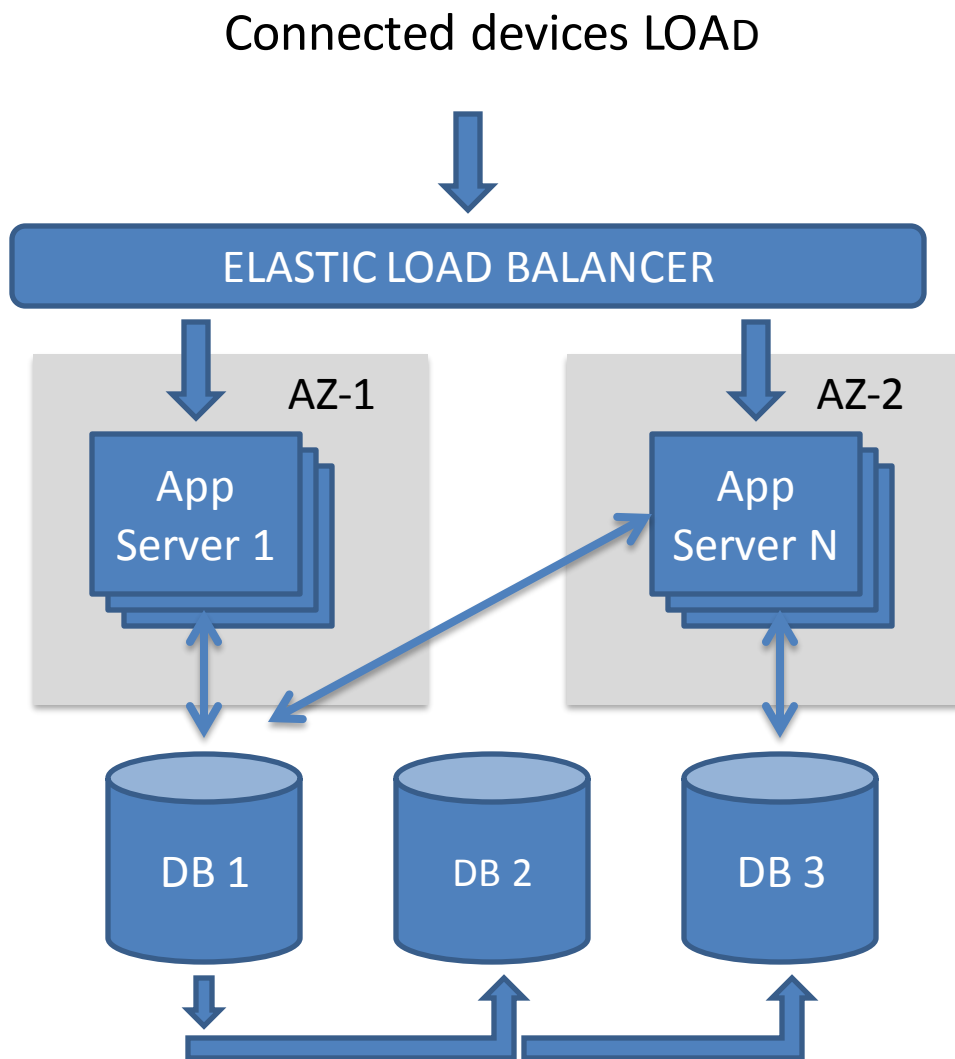 Connected devices LOAD
ELASTIC LOAD BALANCER
AZ-1
AZ-2
App
Server 1
App
Server N
DB 1
DB 2
DB 3